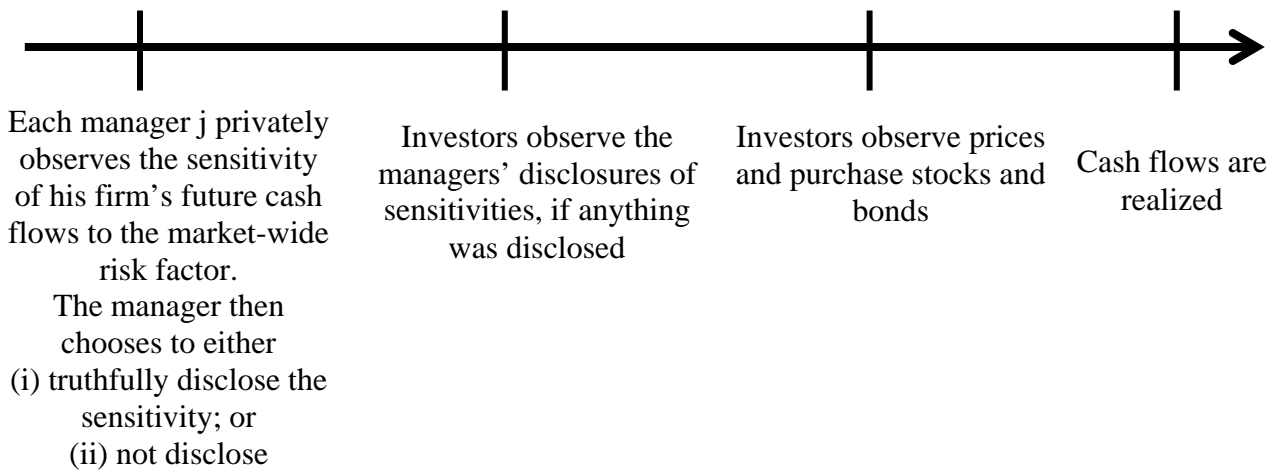 Each manager j privately
observes the sensitivity
of his firm's future cash
flows to the market-wide
risk factor.
The manager then
chooses to either
(i) truthfully disclose the
sensitivity; or
(ii) not disclose
Investors observe the
managers' disclosures of
sensitivities, if anything
was disclosed
Investors observe prices
and purchase stocks and
bonds
Cash flows are
realized